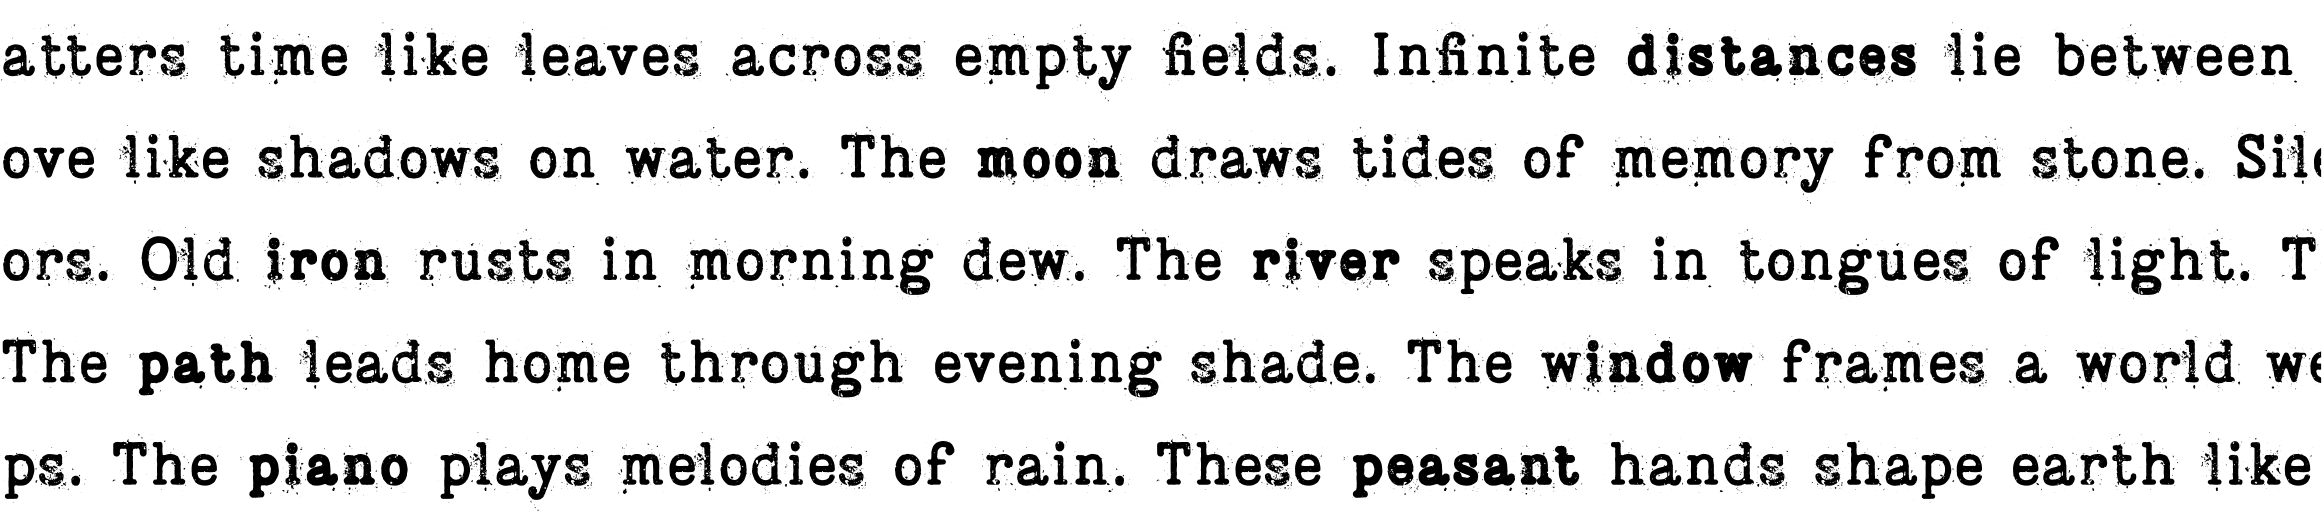 atters time like leaves across empty fields. Infinite distances lie between
ove like shadows on water. The moon draws tides of memory from stone.
ors. Old iron rusts in morning dew. The river speaks in tongues of light. T
The path leads home through evening shade. The window frames a world we
ps. The piano plays melodies of rain. These peasant hands shape earth like